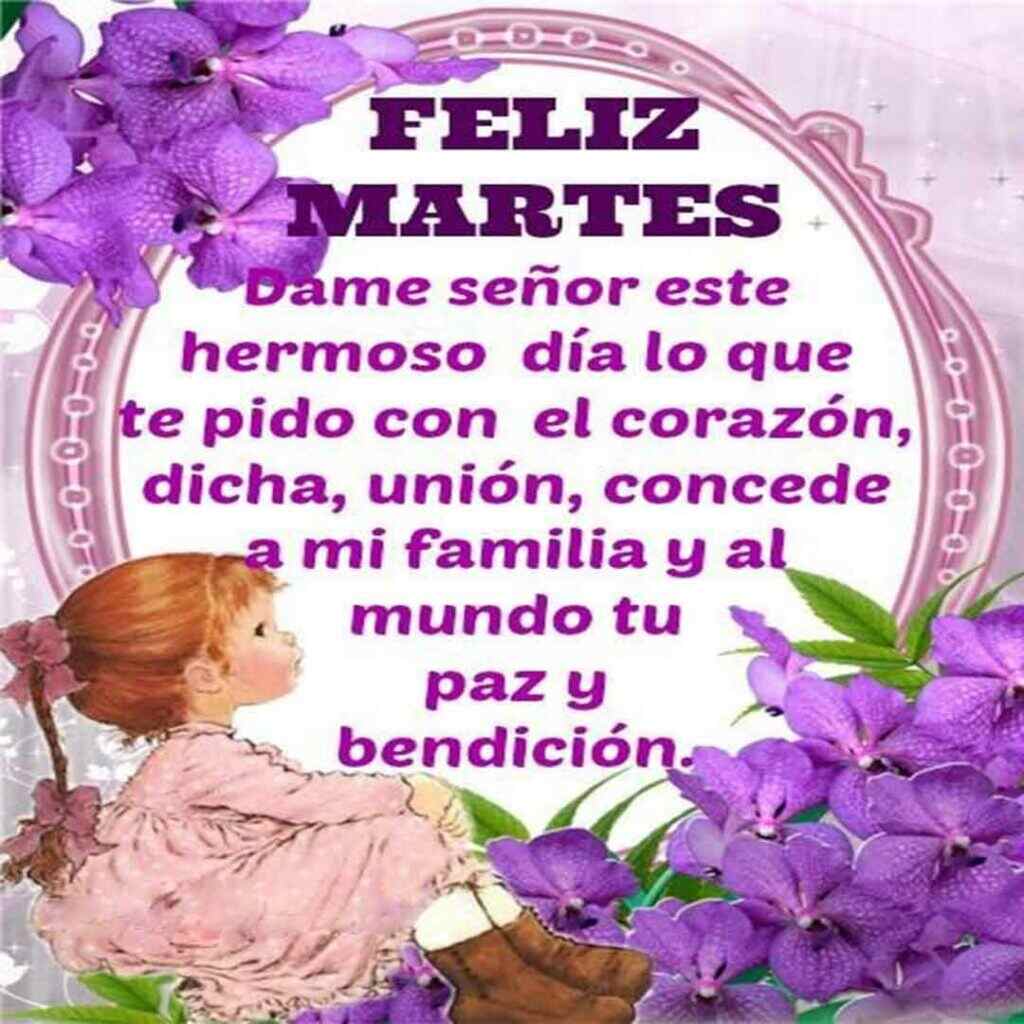 FELIZ
MARTES
Dame señor este
hermoso día lo que
te pido con el corazón,
dicha, unión, concede
a mi familia y al
mundo tu
paz y
bendición.